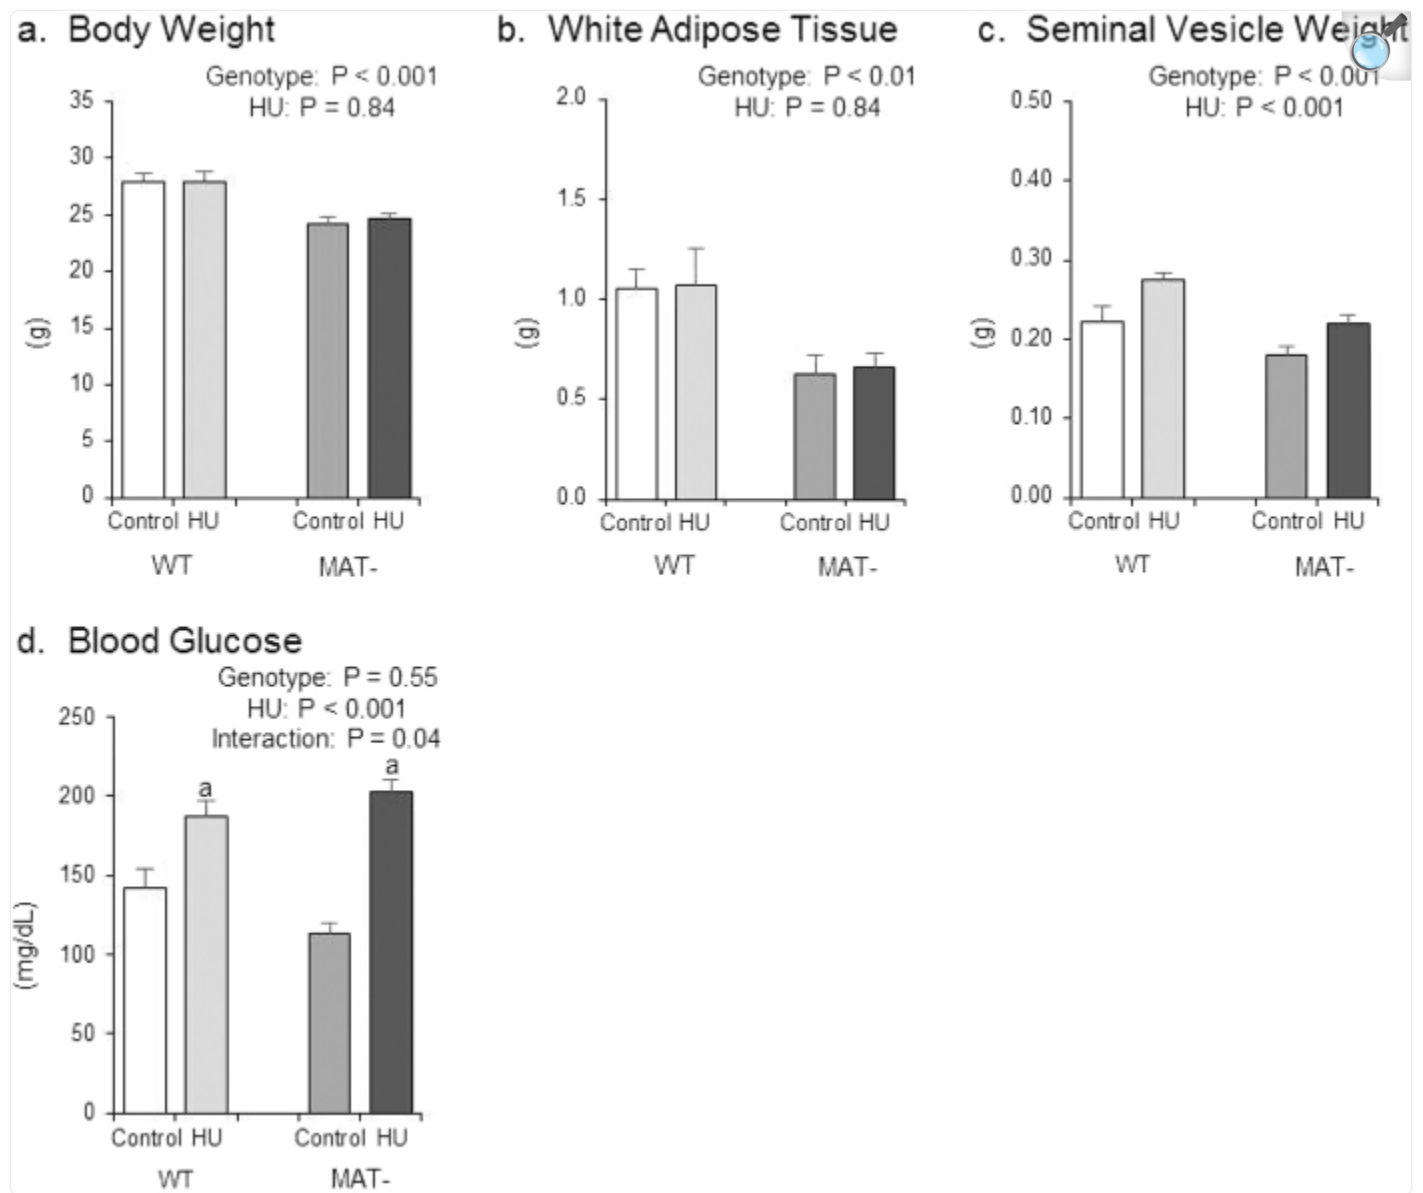 a. Body Weight
Genotype: P < 0.001
HU: P = 0.84
35
30
25
20
15
10
5
0
(g)
Control HU Control HU
WT MAT-
b. White Adipose Tissue
Genotype: P < 0.01
HU: P = 0.84
2.0
1.5
1.0
0.5
0.0
(g)
Control HU Control HU
WT MAT-
c. Seminal Vesicle Weight
Genotype: P < 0.001
HU: P < 0.001
0.50
0.40
0.30
0.20
0.10
0.00
(g)
Control HU Control HU
WT MAT-
d. Blood Glucose
Genotype: P = 0.55
HU: P < 0.001
Interaction: P = 0.04
a
a
250
200
150
100
50
0
(mg/dL)
Control HU Control HU
WT MAT-